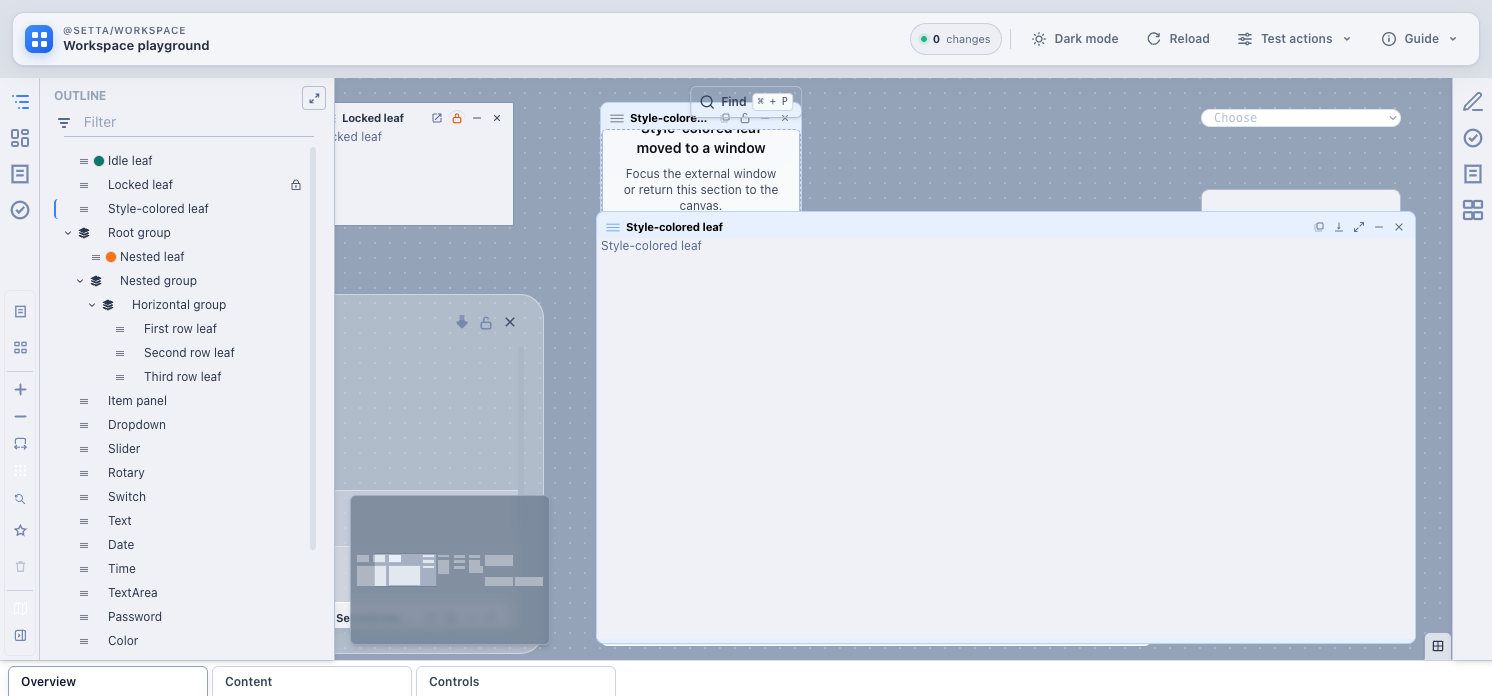 @SETTA/WORKSPACE
Workspace playground
0 changes
Dark mode
Reload
Test actions
Guide
OUTLINE
Filter
Idle leaf
Locked leaf
Style-colored leaf
Root group
Nested leaf
Nested group
Horizontal group
First row leaf
Second row leaf
Third row leaf
Item panel
Dropdown
Slider
Rotary
Switch
Text
Date
Time
TextArea
Password
Color
Locked leaf
cked leaf
Find ⌘ + P
Style-colore...
Style-colored leaf
moved to a window
Focus the external window
or return this section to the
canvas.
Choose
Style-colored leaf
Style-colored leaf
Overview
Content
Controls